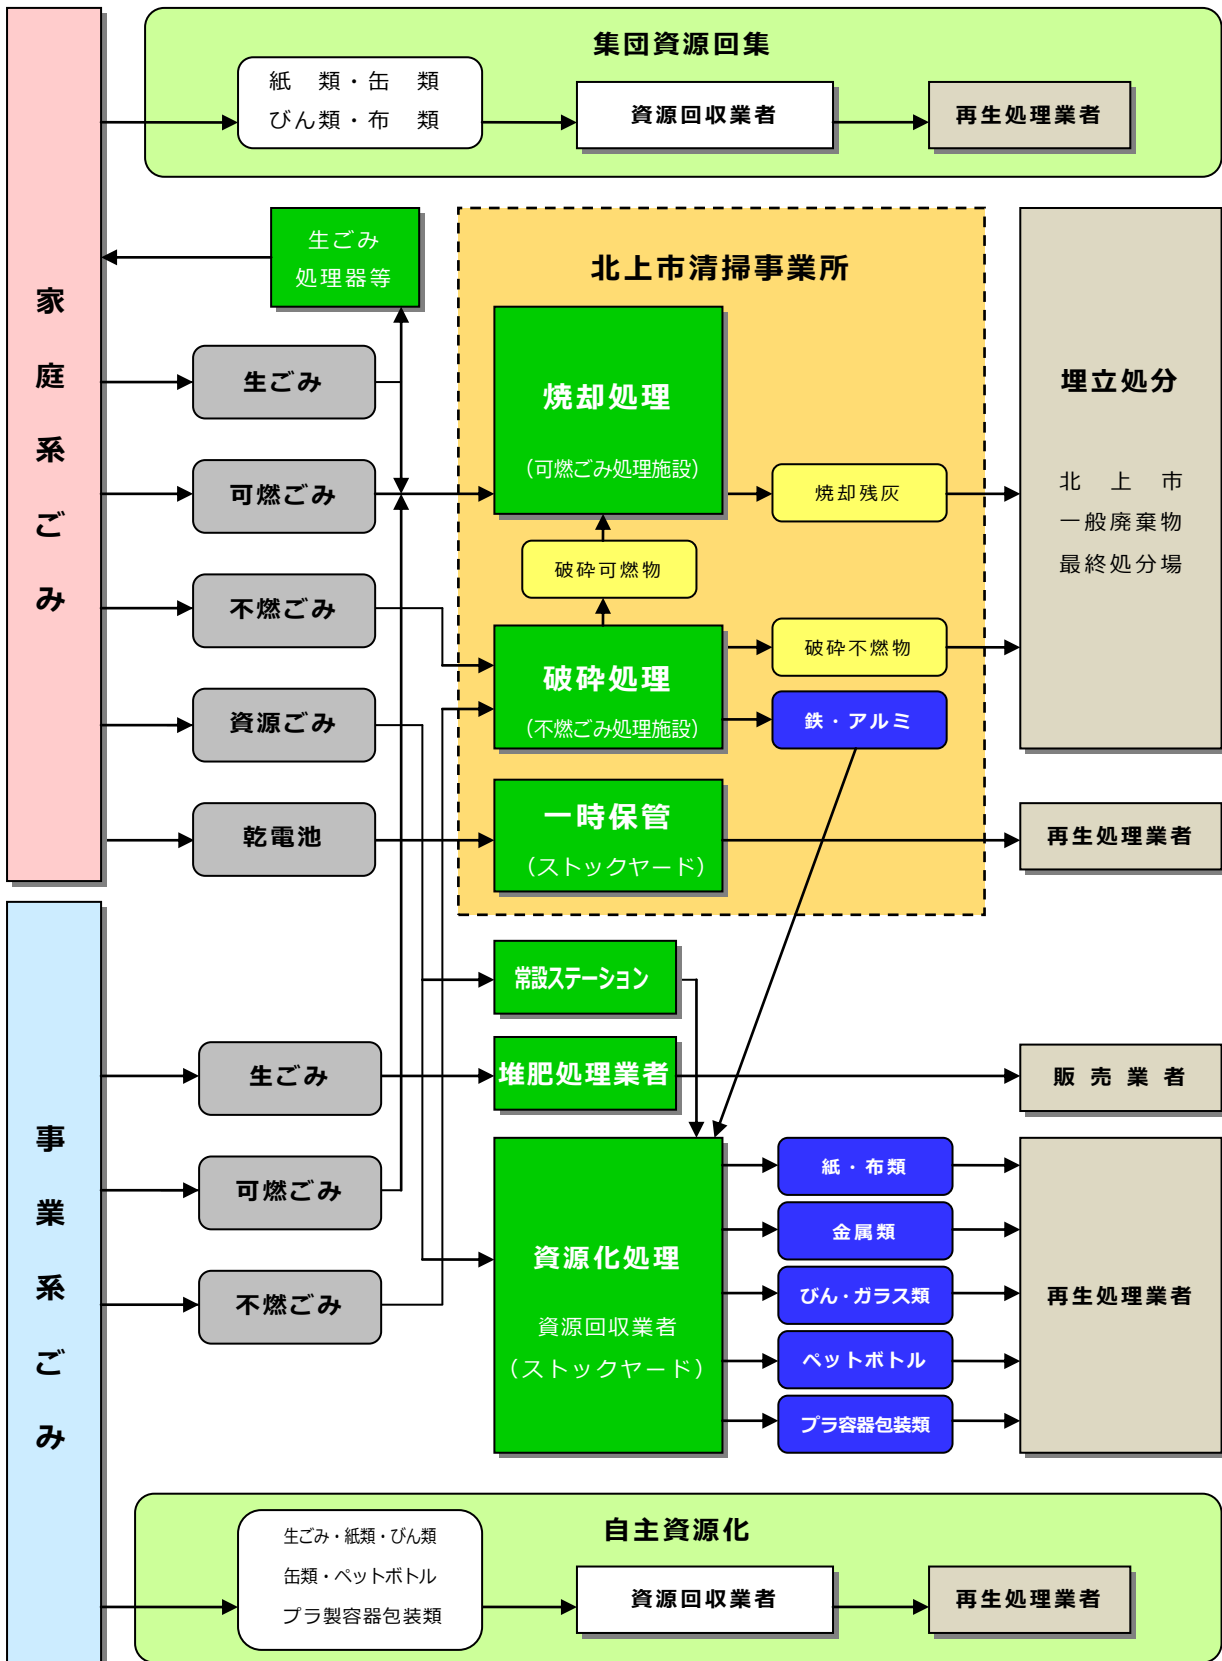 集団資源回集
紙　類・缶　類
びん類・布　類
資源回収業者
再生処理業者
家庭系ごみ
生ごみ
処理器等
北上市清掃事業所
生ごみ
焼却処理
（可燃ごみ処理施設）
埋立処分
北　上　市
一般廃棄物
最終処分場
可燃ごみ
焼却残灰
破砕可燃物
不燃ごみ
破砕処理
（不燃ごみ処理施設）
破砕不燃物
資源ごみ
鉄・アルミ
乾電池
一時保管
（ストックヤード）
再生処理業者
事業系ごみ
常設ステーション
生ごみ
堆肥処理業者
販売業者
可燃ごみ
不燃ごみ
資源化処理
資源回収業者
（ストックヤード）
紙・布類
金属類
びん・ガラス類
ペットボトル
プラ容器包装類
再生処理業者
自主資源化
生ごみ・紙類・びん類
缶類・ペットボトル
プラ製容器包装類
資源回収業者
再生処理業者